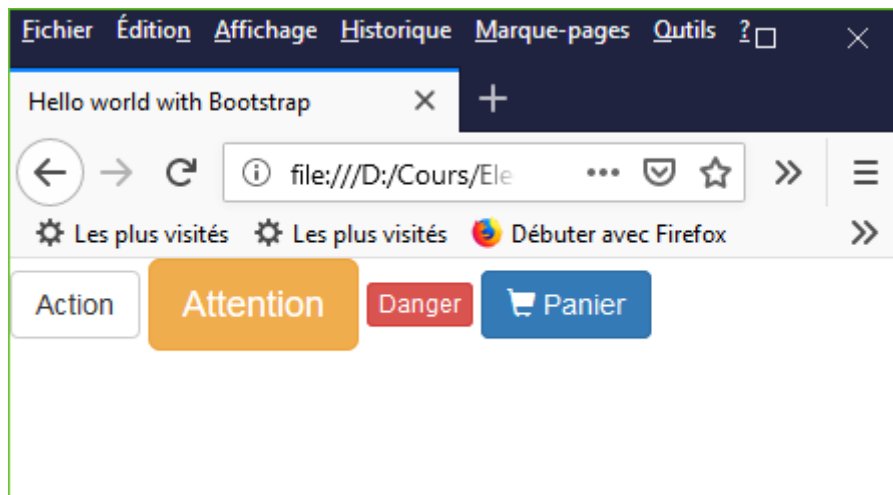 Fichier Édition Affichage Historique Marque-pages Outils ?
Hello world with Bootstrap
file:///D:/Cours/Ele
Les plus visités Les plus visités Débuter avec Firefox
Action Attention Danger Panier